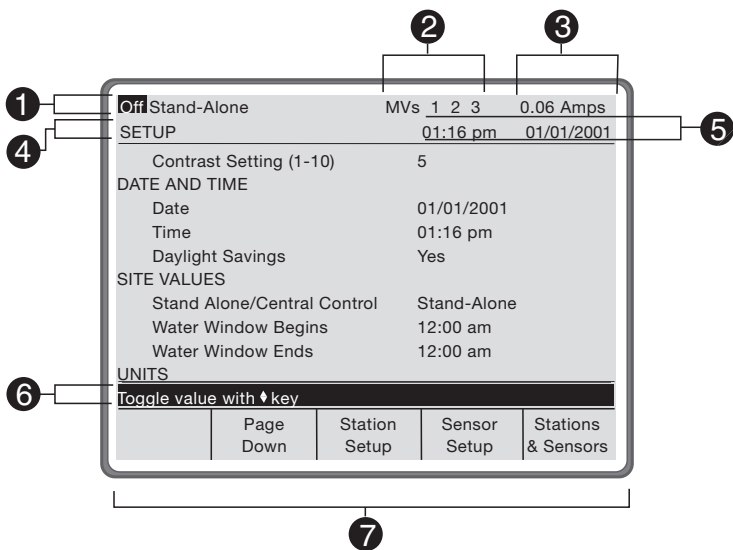 2 3
1 Off Stand-Alone MVs 1 2 3 0.06 Amps
4 SETUP 01:16 pm 01/01/2001 5
Contrast Setting (1-10) 5
DATE AND TIME
Date 01/01/2001
Time 01:16 pm
Daylight Savings Yes
SITE VALUES
Stand Alone/Central Control Stand-Alone
Water Window Begins 12:00 am
Water Window Ends 12:00 am
UNITS
6 Toggle value with ♦ key
Page Station Sensor Stations
Down Setup Setup & Sensors
7